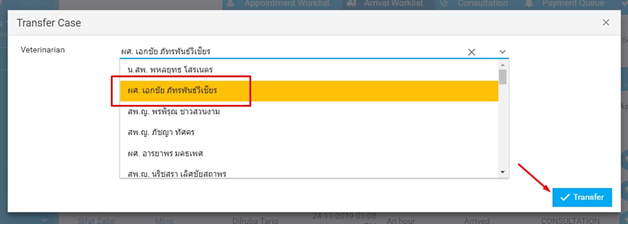 Appointment Worklist Arrival Worklist Consultation Payment Queue
Transfer Case
Veterinarian
ผศ. เอกชัย ภัทรพันธ์วิเชียร
น.สพ. พหลยุทธ โสรเนตร
ผศ. เอกชัย ภัทรพันธ์วิเชียร
สพ.ญ. พรพิรุณ ชาวสวนงาม
สพ.ญ. ภัชญา ทัศคร
ผศ. อารยาพร มคธเพศ
สพ.ญ. นริชสรา เลิศชัยสถาพร
Transfer
Sifat Zabir Mimi Dilruba Tariq 24-11-2019 01:08 An hour Arrived CONSULTATION